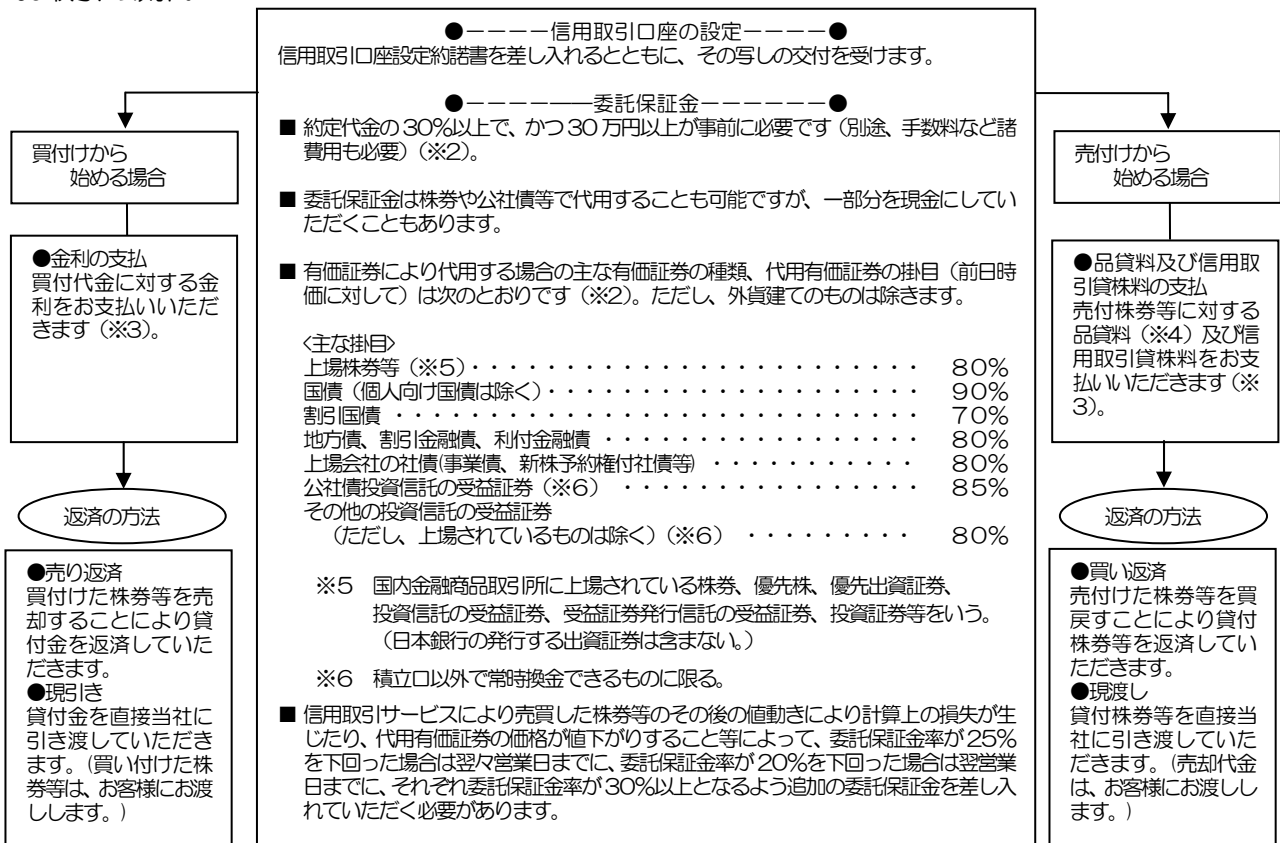 ●ーーーー信用取引口座の設定ーーーー●
信用取引口座設定約諾書を差し入れるとともに、その写しの交付を受けます。
●ーーーー――委託保証金ーーーーーー●
■ 約定代金の30%以上で、かつ30万円以上が事前に必要です(別途、手数料など諸
費用も必要)(※2)。
■ 委託保証金は株券や公社債等で代用することも可能ですが、一部分を現金にしてい
ただくこともあります。
■ 有価証券により代用する場合の主な有価証券の種類、代用有価証券の掛目(前日時
価に対して)は次のとおりです(※2)。ただし、外貨建てのものは除きます。
<主な掛目>
上場株券等(※5)・・・・・・・・・・・・・・・・・・・・・・・・ 80%
国債(個人向け国債は除く)・・・・・・・・・・・・・・・・・・・・ 90%
割引国債 ・・・・・・・・・・・・・・・・・・・・・・・・・・・・ 70%
地方債、割引金融債、利付金融債 ・・・・・・・・・・・・・・・・・ 80%
上場会社の社債(事業債、新株予約権付社債等) ・・・・・・・・・・・ 80%
公社債投資信託の受益証券(※6) ・・・・・・・・・・・・・・・・ 85%
その他の投資信託の受益証券
(ただし、上場されているものは除く)(※6) ・・・・・・・・・ 80%
※5 国内金融商品取引所に上場されている株券、優先株、優先出資証券、
投資信託の受益証券、受益証券発行信託の受益証券、投資証券等をいう。
(日本銀行の発行する出資証券は含まない。)
※6 積立口以外で常時換金できるものに限る。
■ 信用取引サービスにより売買した株券等のその後の値動きにより計算上の損失が生
じたり、代用有価証券の価格が値下がりすること等によって、委託保証金率が25%
を下回った場合は翌々営業日までに、委託保証金率が20%を下回った場合は翌営業
日までに、それぞれ委託保証金率が30%以上となるよう追加の委託保証金を差し入
れていただく必要があります。
買付けから
始める場合
●金利の支払
買付代金に対する金
利をお支払いいただ
きます(※3)。
返済の方法
●売り返済
買付けた株券等を売
却することにより貸
付金を返済していた
だきます。
●現引き
貸付金を直接当社に
引き渡していただき
ます。(買い付けた株
券等は、お客様にお渡
しします。)
売付けから
始める場合
●品貸料及び信用取
引貸株料の支払
売付株券等に対する
品貸料(※4)及び信
用取引貸株料をお支
払いいただきます(※
3)。
返済の方法
●買い返済
売付けた株券等を買
戻すことにより貸付
株券等を返済してい
ただきます。
●現渡し
貸付株券等を直接当
社に引き渡していた
だきます。(売却代金
は、お客様にお渡しし
ます。)